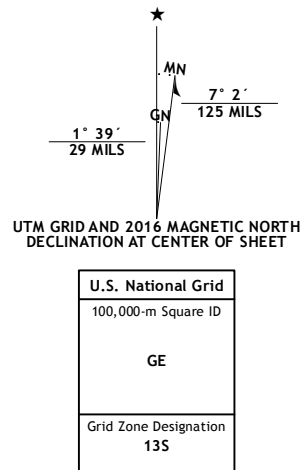 ★
MN
GN
7° 2´
125 MILS
1° 39´
29 MILS
UTM GRID AND 2016 MAGNETIC NORTH
DECLINATION AT CENTER OF SHEET
U.S. National Grid
100,000-m Square ID
GE
Grid Zone Designation
13S